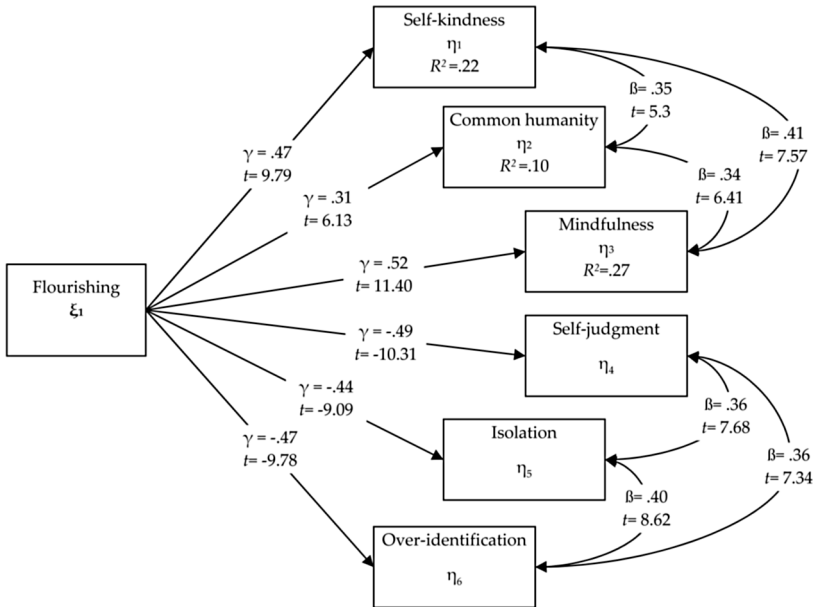 Self-kindness
η1
R²=.22
ß= .35
t= 5.3
Common humanity
η2
R²=.10
ß= .41
t= 7.57
γ = .47
t= 9.79
ß= .34
t= 6.41
γ = .31
t= 6.13
Mindfulness
η3
R²=.27
γ = .52
t= 11.40
Flourishing
ξ1
Self-judgment
η4
γ = -.49
t= -10.31
γ = -.44
t= -9.09
ß= .36
t= 7.68
Isolation
η5
γ = -.47
t= -9.78
ß= .36
t= 7.34
ß= .40
t= 8.62
Over-identification
η6